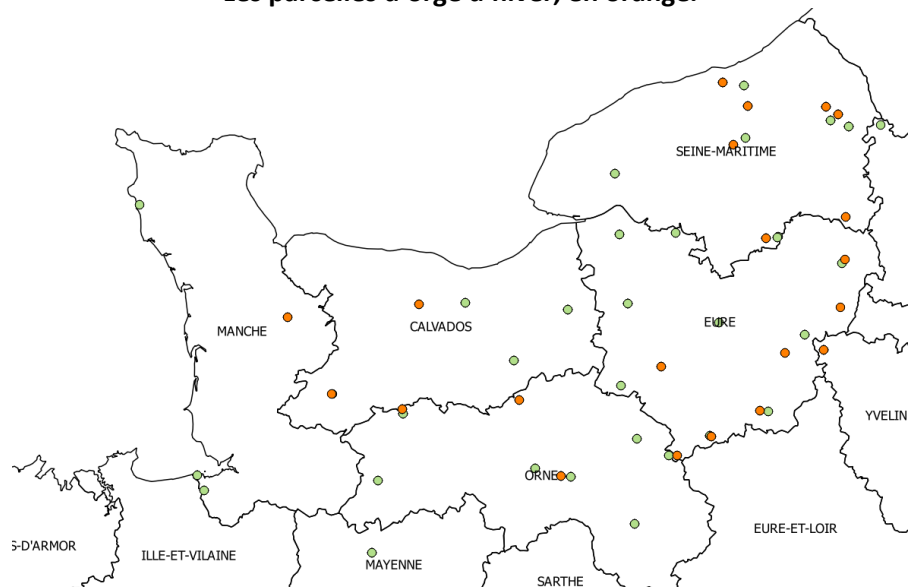 Les parcelles d'orge d'hiver, en orange.
SEINE-MARITIME
MANCHE
CALVADOS
EURE
YVELIN
ORNE
S-D'ARMOR
ILLE-ET-VILAINE
MAYENNE
EURE-ET-LOIR
SARTHE